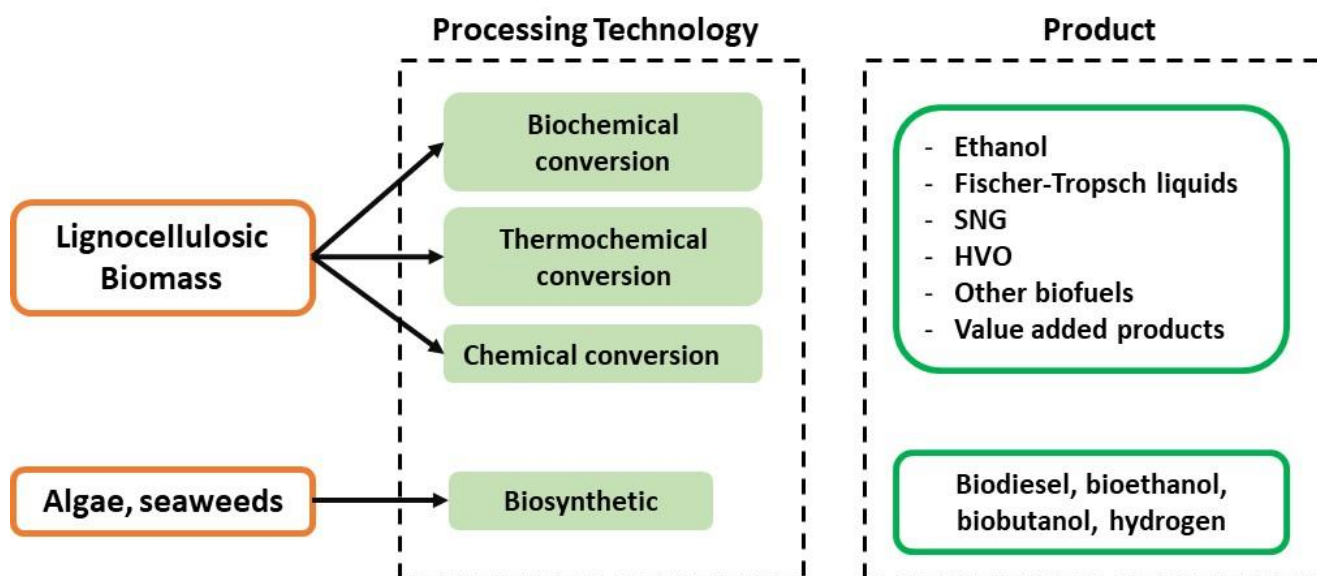 Processing Technology
Product
Lignocellulosic
Biomass
Biochemical
conversion
Thermochemical
conversion
Chemical conversion
- Ethanol
- Fischer-Tropsch liquids
- SNG
- HVO
- Other biofuels
- Value added products
Algae, seaweeds
Biosynthetic
Biodiesel, bioethanol,
biobutanol, hydrogen